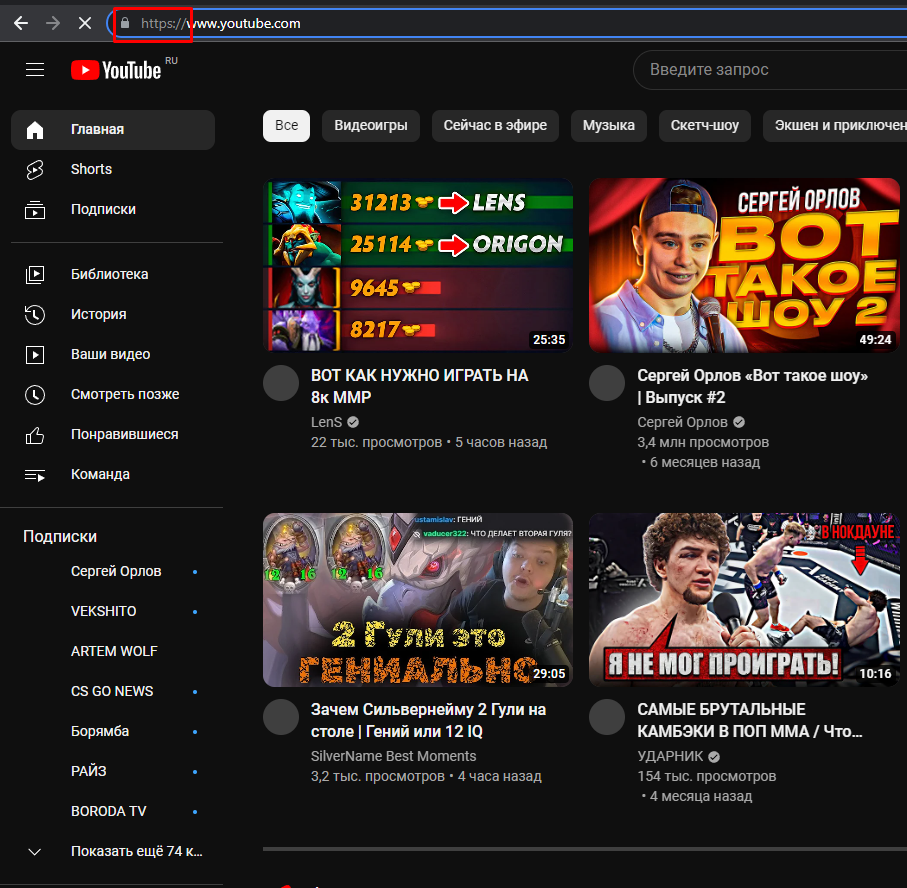 https://www.youtube.com
YouTube RU
Введите запрос
Главная
Shorts
Подписки
Библиотека
История
Ваши видео
Смотреть позже
Понравившиеся
Команда
Подписки
Сергей Орлов
VEKSHITO
ARTEM WOLF
CS GO NEWS
Борямба
РАЙЗ
BORODA TV
Показать ещё 74 к...
Все
Видеоигры
Сейчас в эфире
Музыка
Скетч-шоу
Экшен и приключен
31213 LENS
25114 ORIGON
9645
8217
25:35
ВОТ КАК НУЖНО ИГРАТЬ НА
8к ММР
LenS
22 тыс. просмотров • 5 часов назад
СЕРГЕЙ ОРЛОВ
ВОТ
ТАКОЕ
ШОУ 2
49:24
Сергей Орлов «Вот такое шоу»
| Выпуск #2
Сергей Орлов
3,4 млн просмотров
• 6 месяцев назад
ustamislav: ГЕНИЙ
vaducer322: ЧТО ДЕЛАЕТ ВТОРАЯ ГУЛЯ?
12 16 12 16
2 Гули это
ГЕНИАЛЬНО
29:05
Зачем Сильвернейму 2 Гули на
столе | Гений или 12 IQ
SilverName Best Moments
3,2 тыс. просмотров • 4 часа назад
В НОКДАУНЕ
Я НЕ МОГ ПРОИГРАТЬ!
10:16
САМЫЕ БРУТАЛЬНЫЕ
КАМБЭКИ В ПОП ММА / Что...
УДАРНИК
154 тыс. просмотров
• 4 месяца назад